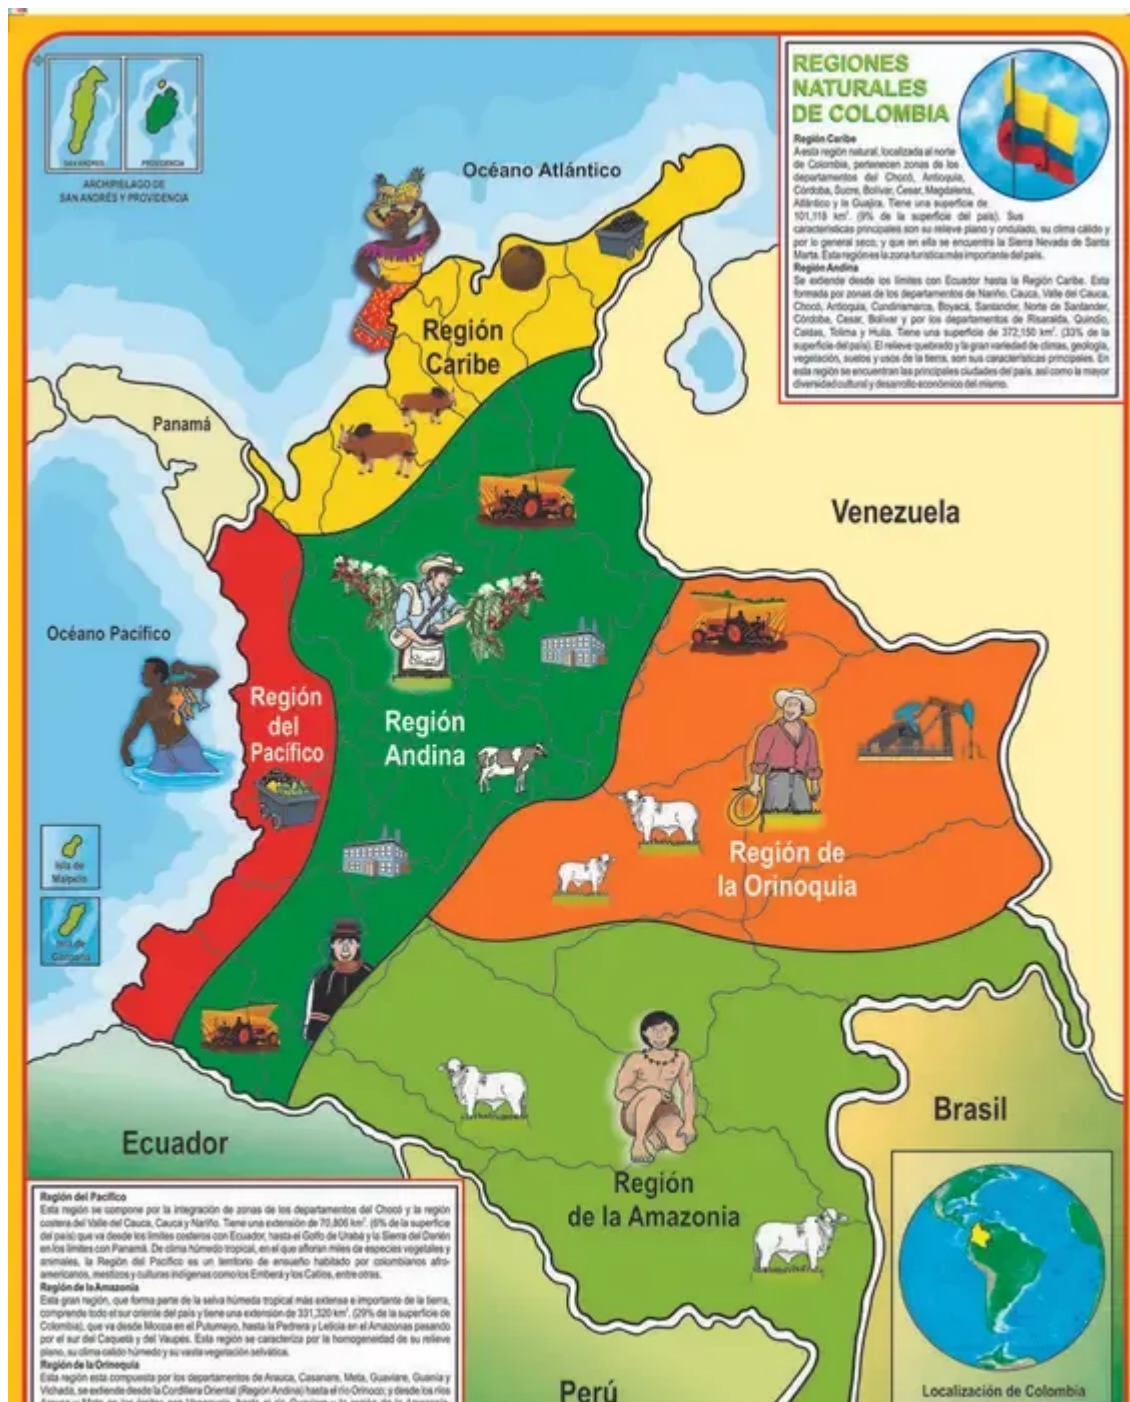 SAN ANDRES
PROVIDENCIA
ARCHIPIELAGO DE
SAN ANDRÉS Y PROVIDENCIA
Océano Atlántico
REGIONES
NATURALES
DE COLOMBIA
Región Caribe
A esta región natural, localizada al norte
de Colombia, pertenecen zonas de los
departamentos del Chocó, Antioquia,
Córdoba, Sucre, Bolívar, Cesar, Magdalena,
Atlántico y la Guajira. Tiene una superficie de
101,118 km². (9% de la superficie del país). Sus
características principales son su relieve plano y ondulado, su clima cálido y
por lo general seco; y que en ella se encuentra la Sierra Nevada de Santa
Marta. Esta región es la zona turística más importante del país.
Región Andina
Se extiende desde los límites con Ecuador hasta la Región Caribe. Esta
formada por zonas de los departamentos de Nariño, Cauca, Valle del Cauca,
Chocó, Antioquia, Cundinamarca, Boyacá, Santander, Norte de Santander,
Córdoba, Cesar, Bolívar y por los departamentos de Risaralda, Quindío,
Caldas, Tolima y Huila. Tiene una superficie de 372,150 km². (33% de la
superficie del país). El relieve quebrado y la gran variedad de climas, geología,
vegetación, suelos y usos de la tierra, son sus características principales. En
esta región se encuentran las principales ciudades del país, así como la mayor
diversidad cultural y desarrollo económico del mismo.
Región
Caribe
Panamá
Venezuela
Océano Pacífico
Región
del
Pacífico
Región
Andina
Isla de
Malpelo
Región de
la Orinoquia
Isla de
Gorgona
Ecuador
Brasil
Región
de la Amazonia
Región del Pacífico
Esta región se compone por la integración de zonas de los departamentos del Chocó y la región
costera del Valle del Cauca, Cauca y Nariño. Tiene una extensión de 70,806 km². (6% de la superficie
del país) que va desde los límites costeros con Ecuador, hasta el Golfo de Urabá y la Sierra del Darién
en los límites con Panamá. De clima húmedo tropical, en el que afloran miles de especies vegetales y
animales, la Región del Pacífico es un territorio de ensueño habitado por colombianos afro-
americanos, mestizos y culturas indígenas como los Emberá y los Catíos, entre otras.
Región de la Amazonia
Esta gran región, que forma parte de la selva húmeda tropical más extensa e importante de la tierra,
comprende todo el sur oriente del país y tiene una extensión de 331,320 km². (29% de la superficie de
Colombia), que va desde Mocoa en el Putumayo, hasta la Pedrera y Leticia en el Amazonas pasando
por el sur del Caquetá y del Vaupés. Esta región se caracteriza por la homogeneidad de su relieve
plano, su clima calido húmedo y su vasta vegetación selvática.
Región de la Orinoquia
Esta región esta compuesta por los departamentos de Arauca, Casanare, Meta, Guaviare, Guania y
Vichada, se extiende desde la Cordillera Oriental (Región Andina) hasta el río Orinoco; y desde los ríos
Perú
Localización de Colombia